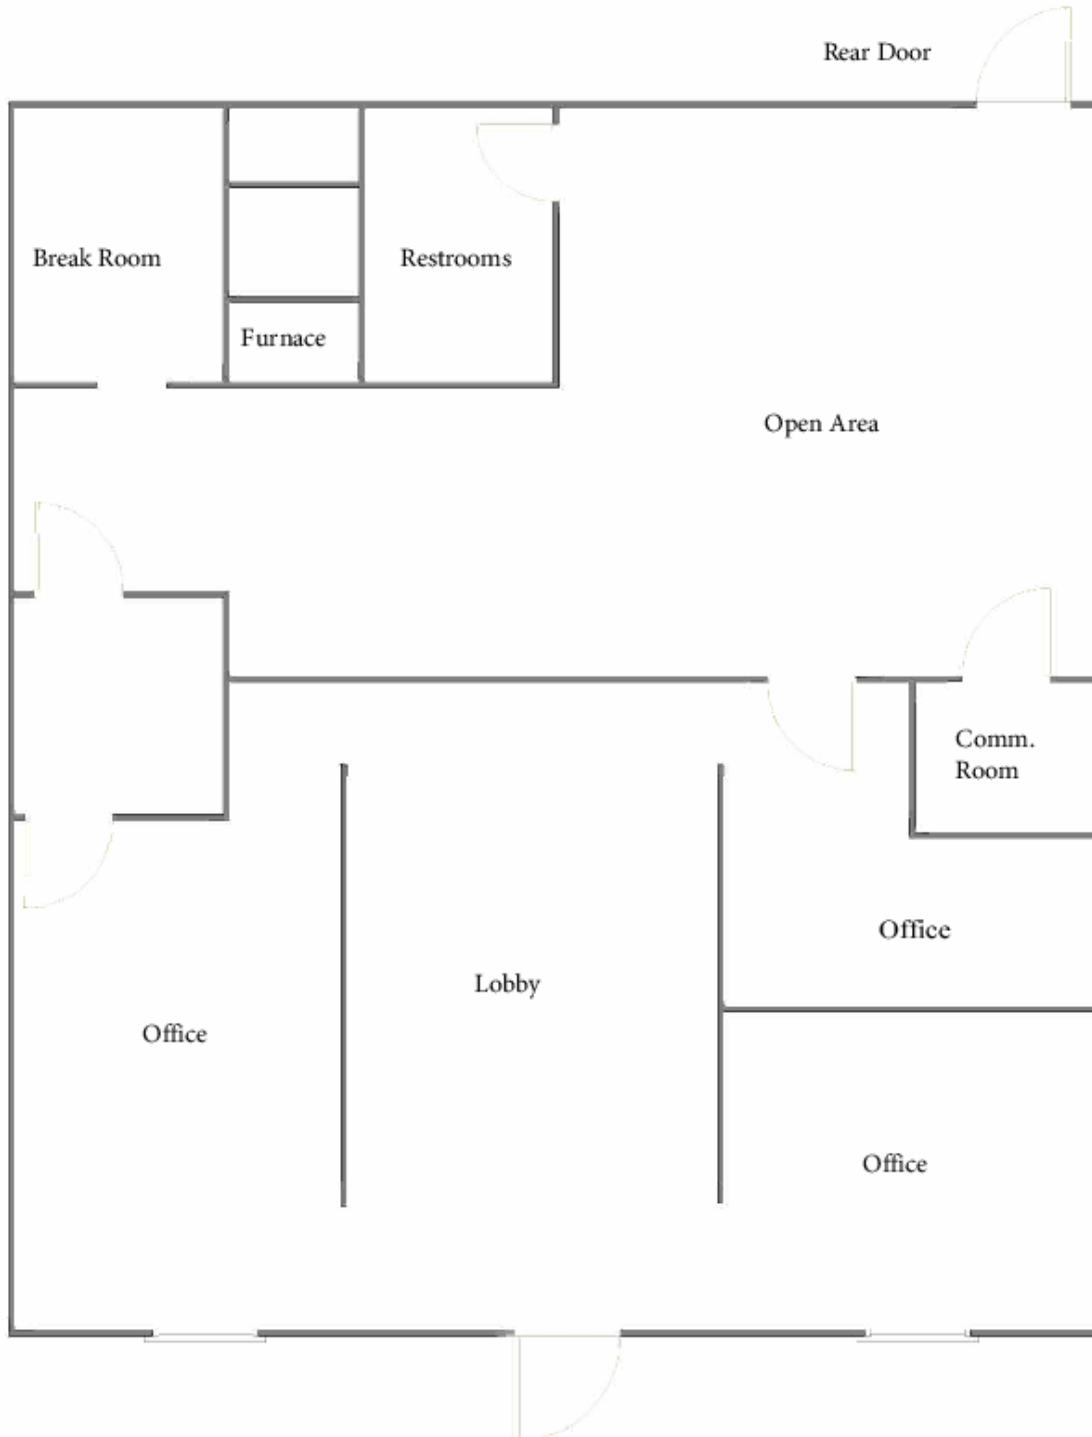 Rear Door
Break Room
Restrooms
Furnace
Open Area
Comm.
Room
Office
Lobby
Office
Office